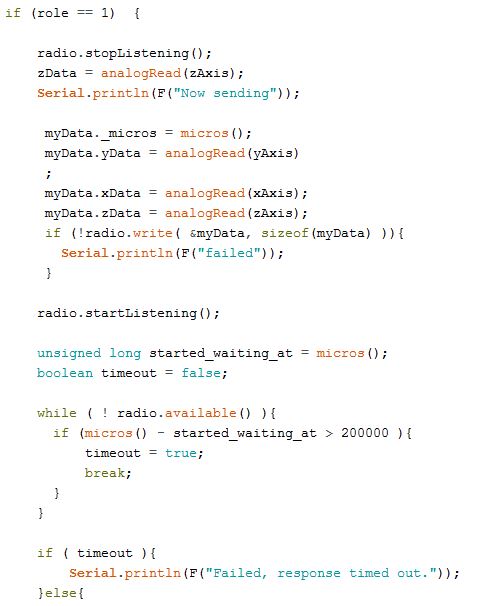 if (role == 1)  {
radio.stopListening();
zData = analogRead(zAxis);
Serial.println(F("Now sending"));
myData._micros = micros();
myData.yData = analogRead(yAxis)
;
myData.xData = analogRead(xAxis);
myData.zData = analogRead(zAxis);
if (!radio.write( &myData, sizeof(myData) )){
Serial.println(F("failed"));
}
radio.startListening();
unsigned long started_waiting_at = micros();
boolean timeout = false;
while ( ! radio.available() ){
if (micros() - started_waiting_at > 200000 ){
timeout = true;
break;
}
}
if ( timeout ){
Serial.println(F("Failed, response timed out."));
}else{